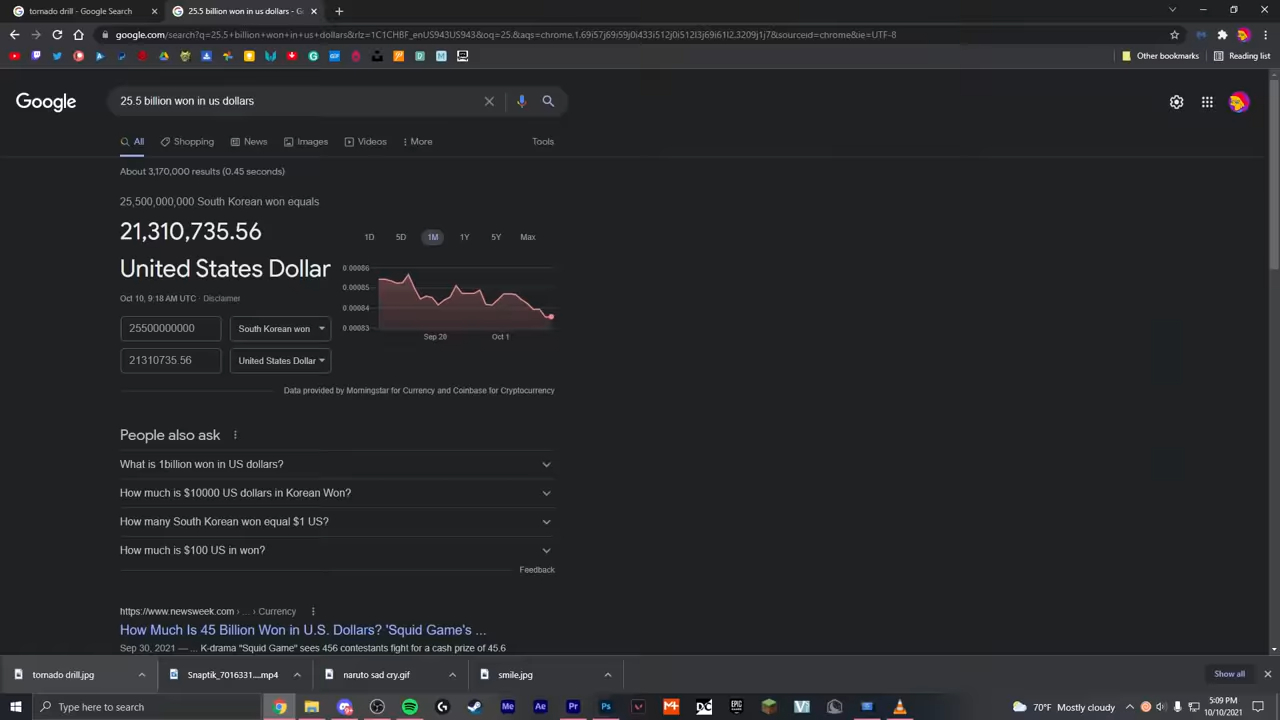 tornado drill - Google Search
25.5 billion won in us dollars - G
google.com/search?q=25.5+billion+won+in+us+dollars&rlz=1C1CHBF_enUS943US943&oq=25.&aqs=chrome.1.69i57j69i59j0i433i512j0i512l3j69i61l2.3209j1j7&sourceid=chrome&ie=UTF-8
Other bookmarks
Reading list
Google
25.5 billion won in us dollars
All
Shopping
News
Images
Videos
More
Tools
About 3,170,000 results (0.45 seconds)
25,500,000,000 South Korean won equals
21,310,735.56
United States Dollar
Oct 10, 9:18 AM UTC · Disclaimer
1D 5D 1M 1Y 5Y Max
0.00086
0.00085
0.00084
0.00083
Sep 20 Oct 1
25500000000 South Korean won
21310735.56 United States Dollar
Data provided by Morningstar for Currency and Coinbase for Cryptocurrency
People also ask
What is 1billion won in US dollars?
How much is $10000 US dollars in Korean Won?
How many South Korean won equal $1 US?
How much is $100 US in won?
Feedback
https://www.newsweek.com › ... › Currency
How Much Is 45 Billion Won in U.S. Dollars? 'Squid Game's ...
Sep 30, 2021 — ... K-drama "Squid Game" sees 456 contestants fight for a cash prize of 45.6
tornado drill.jpg
Snaptik_7016331....mp4
naruto sad cry.gif
smile.jpg
Show all
Type here to search
70°F Mostly cloudy
5:09 PM
10/10/2021